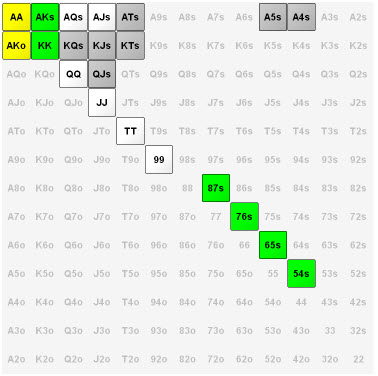 AA AKs AQs AJs ATs A9s A8s A7s A6s A5s A4s A3s A2s
AKo KK KQs KJs KTs K9s K8s K7s K6s K5s K4s K3s K2s
AQo KQo QQ QJs QTs Q9s Q8s Q7s Q6s Q5s Q4s Q3s Q2s
AJo KJo QJo JJ JTs J9s J8s J7s J6s J5s J4s J3s J2s
ATo KTo QTo JTo TT T9s T8s T7s T6s T5s T4s T3s T2s
A9o K9o Q9o J9o T9o 99 98s 97s 96s 95s 94s 93s 92s
A8o K8o Q8o J8o T8o 98o 88 87s 86s 85s 84s 83s 82s
A7o K7o Q7o J7o T7o 97o 87o 77 76s 75s 74s 73s 72s
A6o K6o Q6o J6o T6o 96o 86o 76o 66 65s 64s 63s 62s
A5o K5o Q5o J5o T5o 95o 85o 75o 65o 55 54s 53s 52s
A4o K4o Q4o J4o T4o 94o 84o 74o 64o 54o 44 43s 42s
A3o K3o Q3o J3o T3o 93o 83o 73o 63o 53o 43o 33 32s
A2o K2o Q2o J2o T2o 92o 82o 72o 62o 52o 42o 32o 22